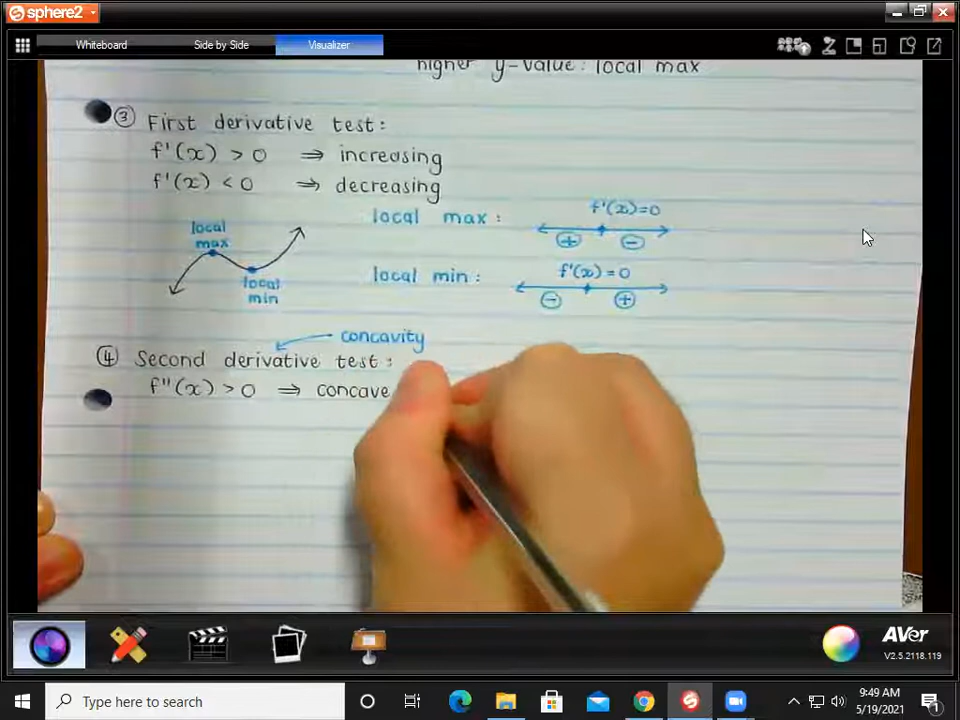 sphere2
Whiteboard
Side by Side
Visualizer
higher y-value: local max
③ First derivative test:
f'(x) > 0 ⇒ increasing
f'(x) < 0 ⇒ decreasing
local max
local min
local max: f'(x)=0
+ −
local min: f'(x)=0
− +
concavity
④ Second derivative test:
f''(x) > 0 ⇒ concave
AVer
V2.5.2118.119
Type here to search
9:49 AM
5/19/2021
1